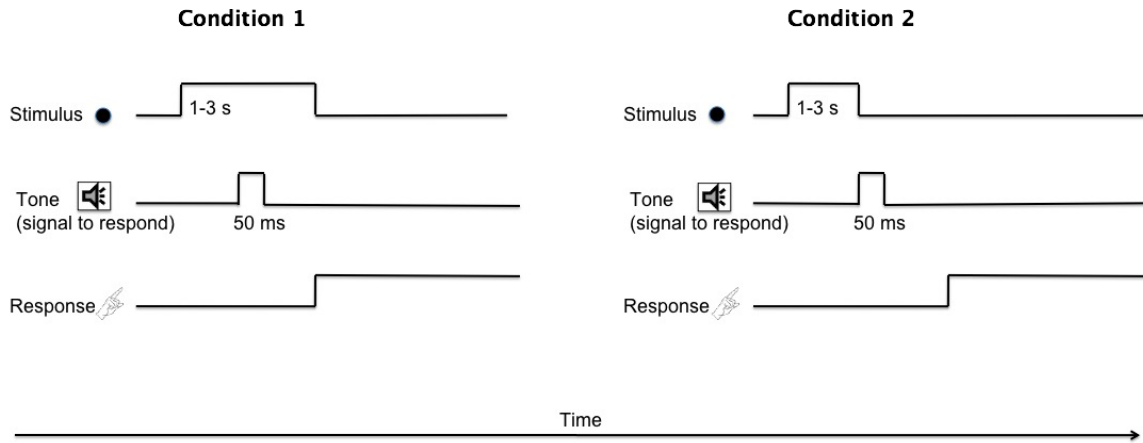 Condition 1
Condition 2
Stimulus
1-3 s
Stimulus
1-3 s
Tone
(signal to respond)
50 ms
Tone
(signal to respond)
50 ms
Response
Response
Time